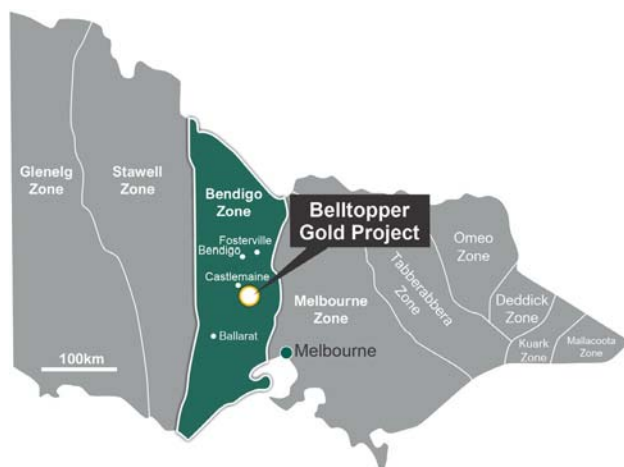 Glenelg
Zone
Stawell
Zone
Bendigo
Zone
Fosterville
Bendigo
Castlemaine
Ballarat
Belltopper
Gold Project
Melbourne
Zone
Melbourne
Tabberabbera
Zone
Omeo
Zone
Deddick
Zone
Kuark
Zone
Mallacoota
Zone
100km